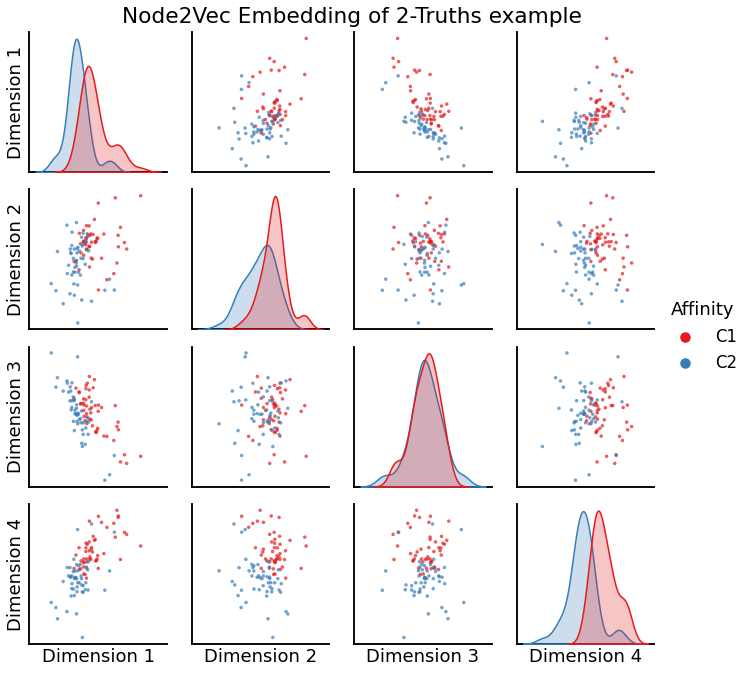 Node2Vec Embedding of 2-Truths example
Dimension 1
Dimension 2
Dimension 3
Dimension 4
Affinity
C1
C2
Dimension 1
Dimension 2
Dimension 3
Dimension 4